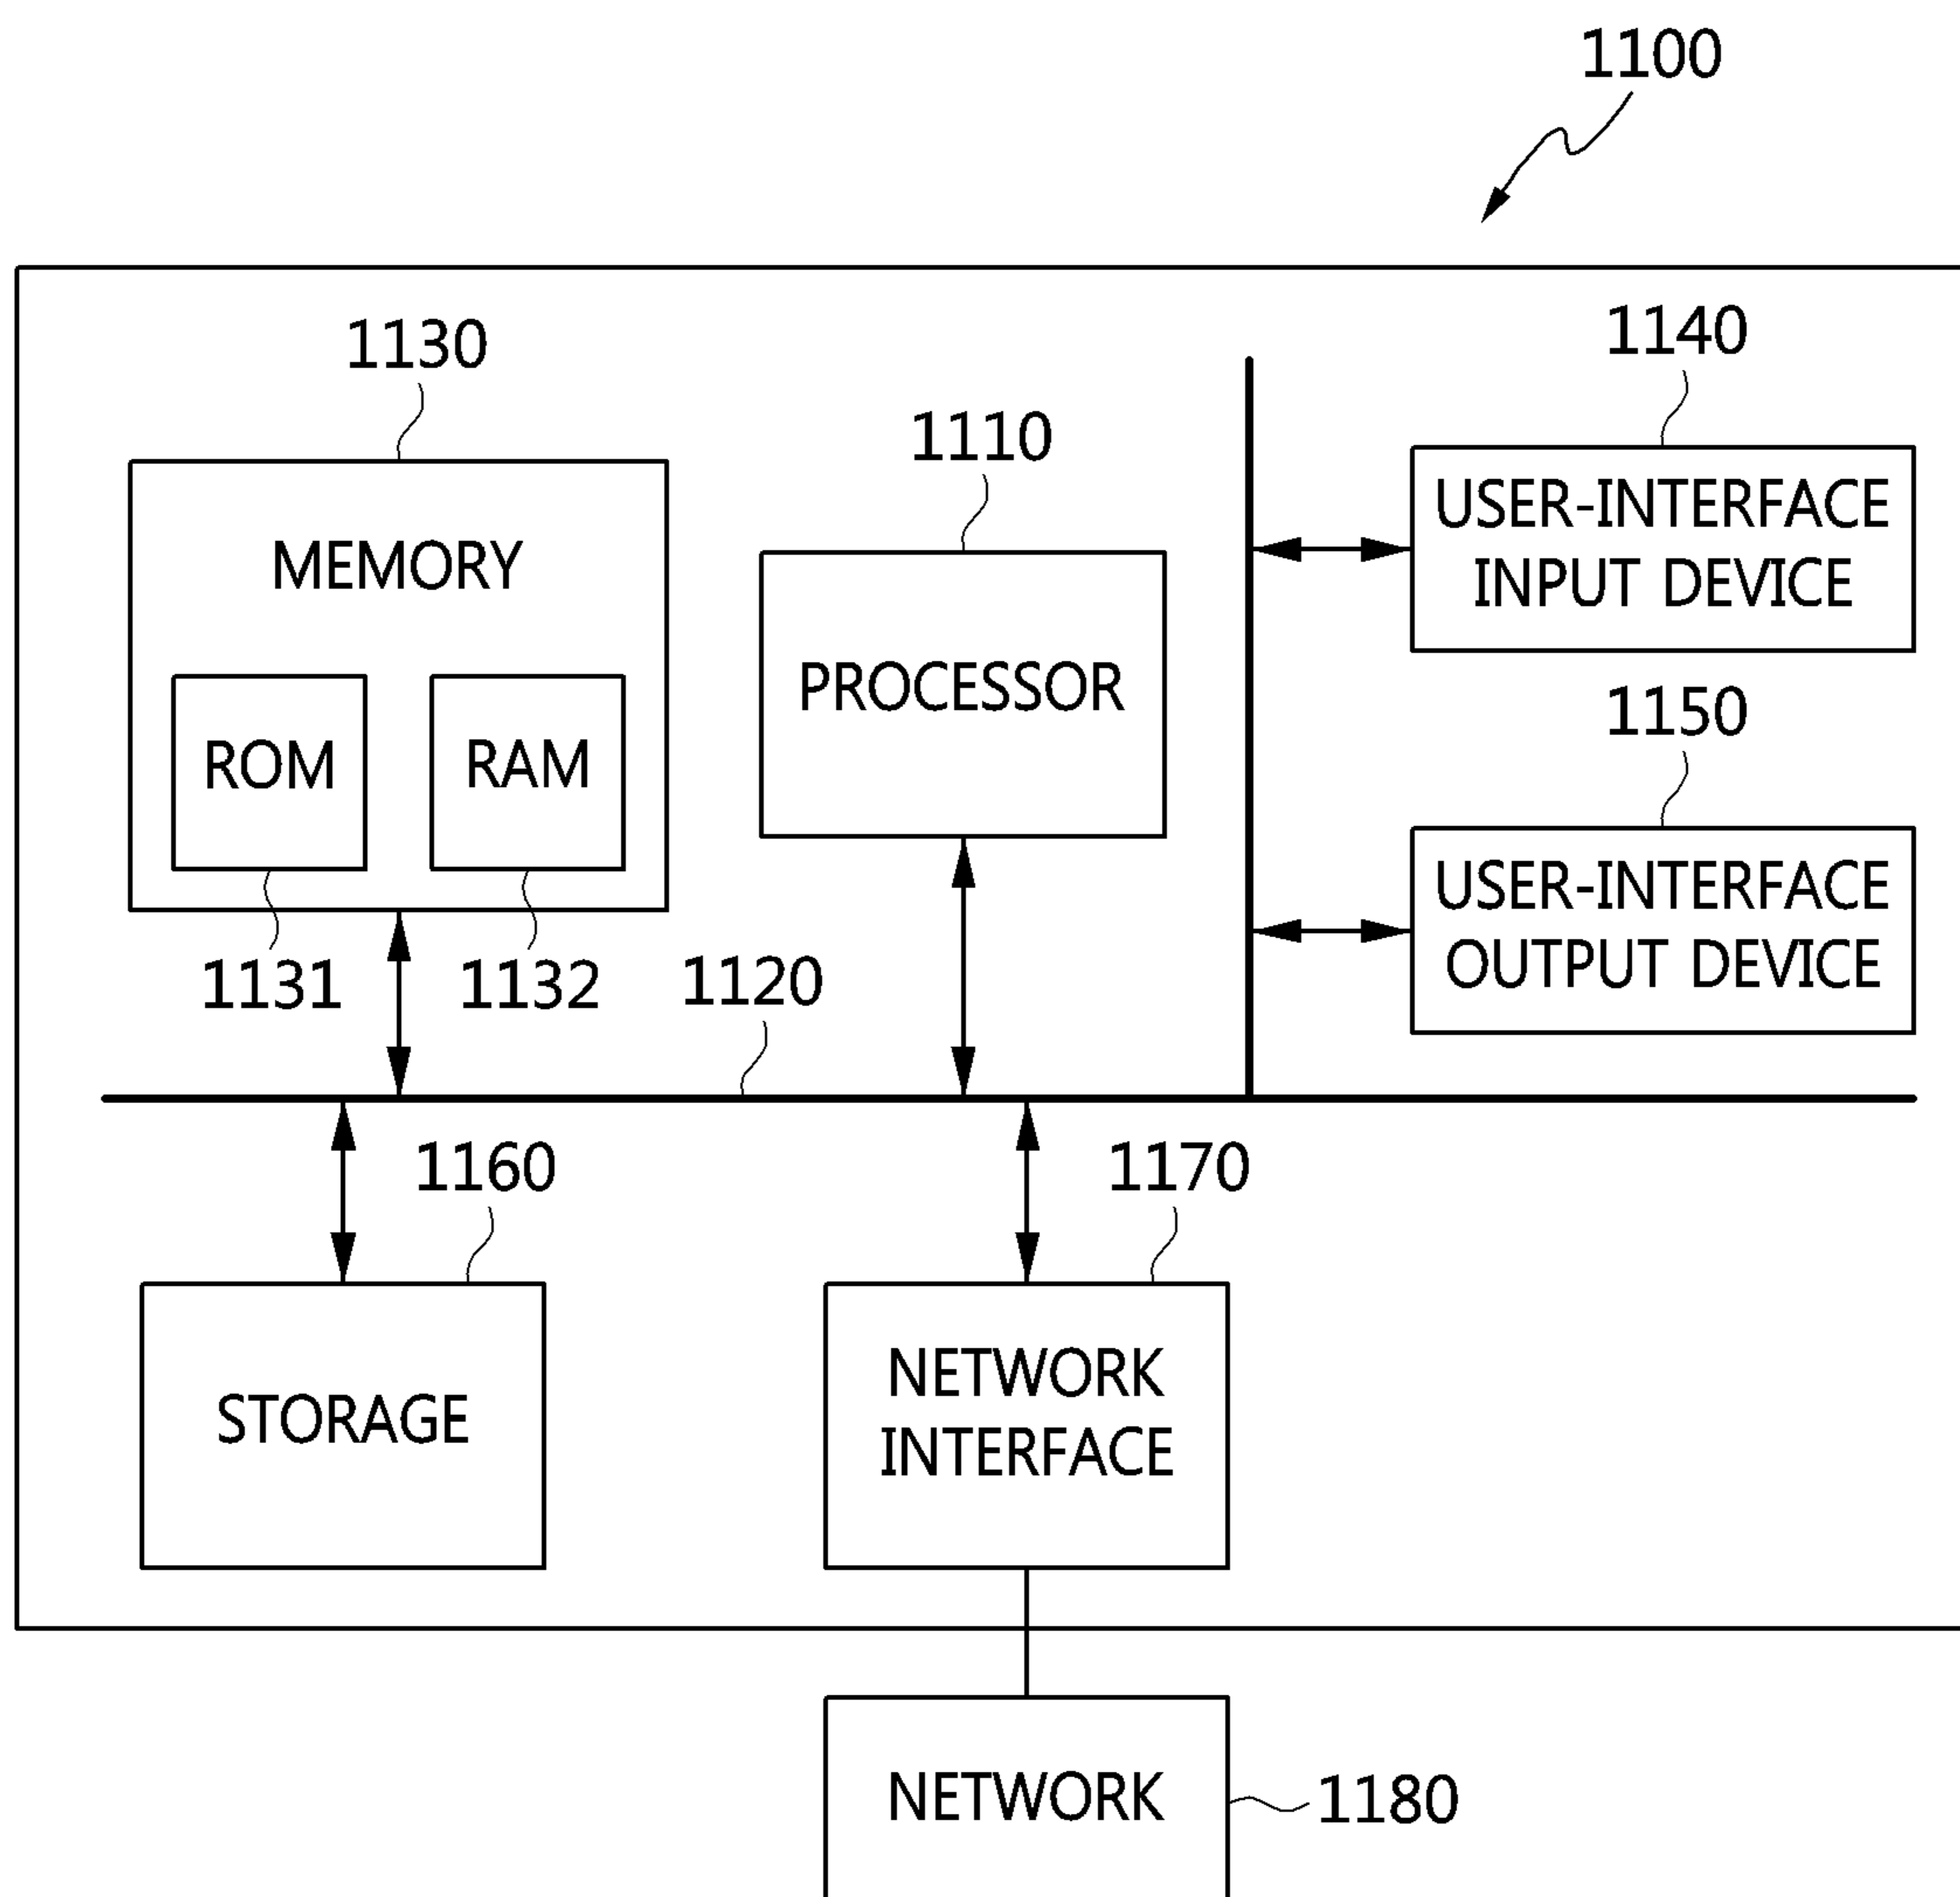 1100
1130
1140
1110
USER-INTERFACE
INPUT DEVICE
MEMORY
PROCESSOR
1150
ROM
RAM
USER-INTERFACE
OUTPUT DEVICE
1131
1132
1120
1160
1170
NETWORK
INTERFACE
STORAGE
NETWORK
1180